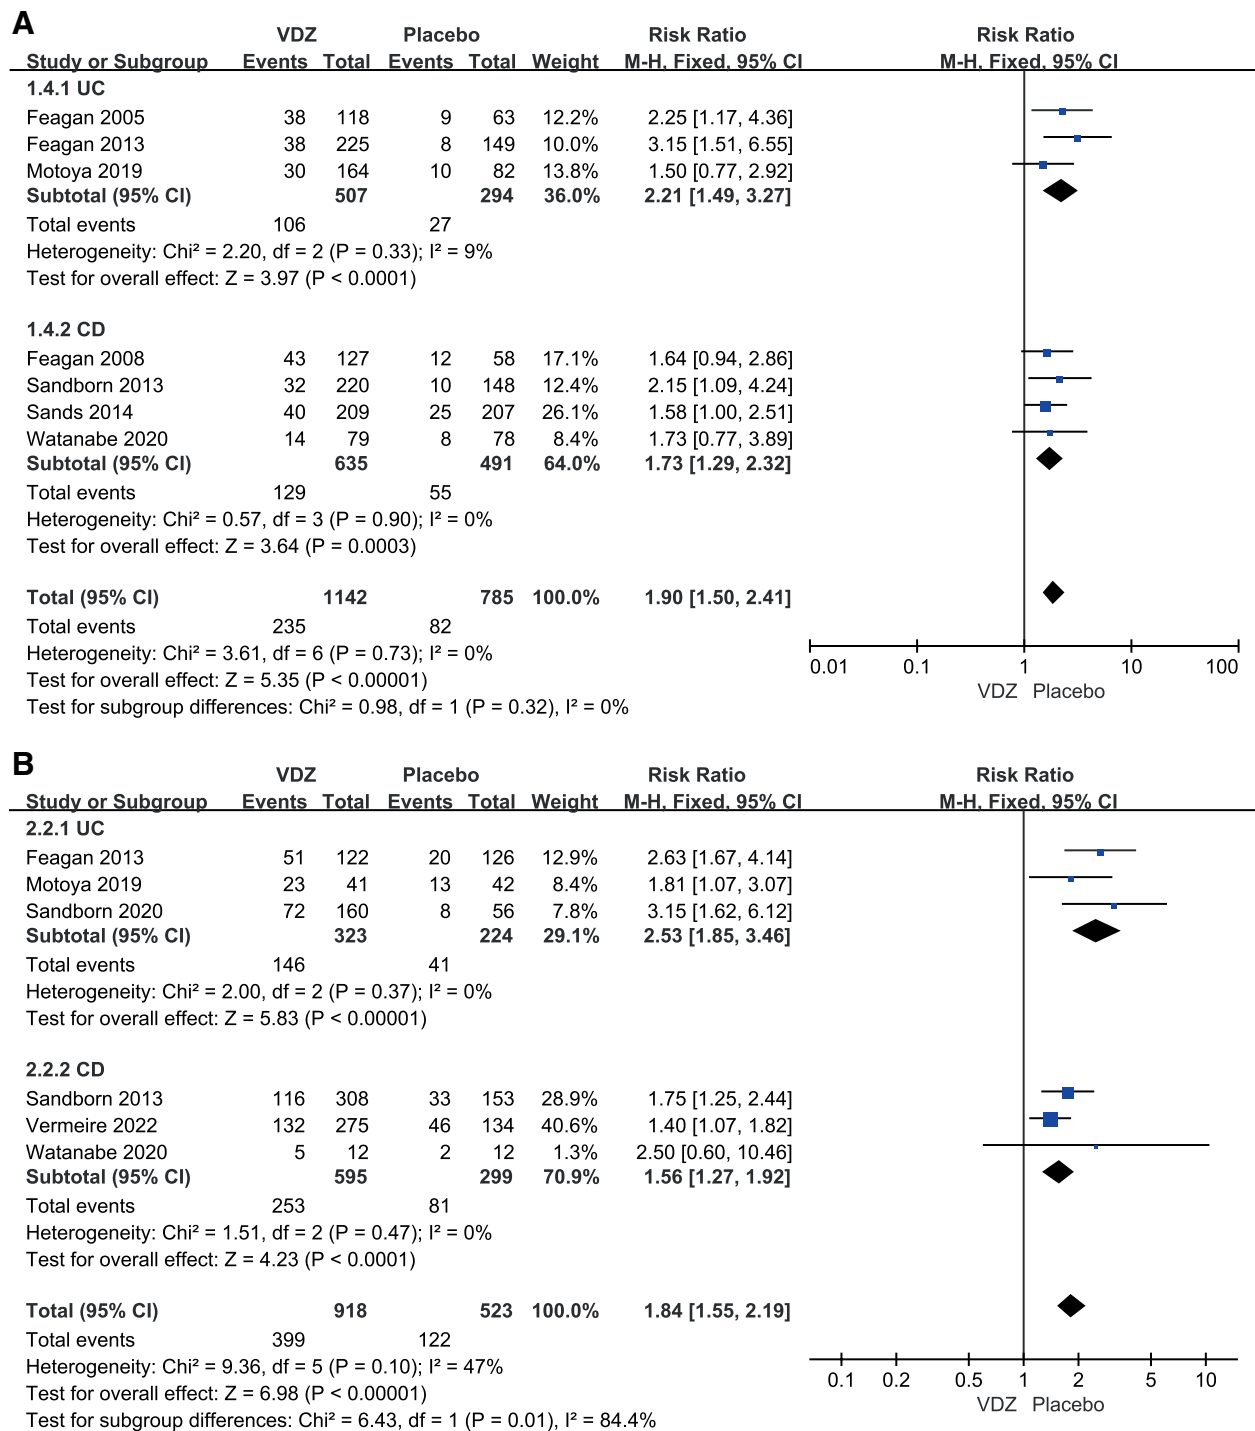 A
VDZ Placebo Risk Ratio Risk Ratio
Study or Subgroup Events Total Events Total Weight M-H, Fixed, 95% CI M-H, Fixed, 95% CI
1.4.1 UC
Feagan 2005 38 118 9 63 12.2% 2.25 [1.17, 4.36]
Feagan 2013 38 225 8 149 10.0% 3.15 [1.51, 6.55]
Motoya 2019 30 164 10 82 13.8% 1.50 [0.77, 2.92]
Subtotal (95% CI) 507 294 36.0% 2.21 [1.49, 3.27]
Total events 106 27
Heterogeneity: Chi² = 2.20, df = 2 (P = 0.33); I² = 9%
Test for overall effect: Z = 3.97 (P < 0.0001)
1.4.2 CD
Feagan 2008 43 127 12 58 17.1% 1.64 [0.94, 2.86]
Sandborn 2013 32 220 10 148 12.4% 2.15 [1.09, 4.24]
Sands 2014 40 209 25 207 26.1% 1.58 [1.00, 2.51]
Watanabe 2020 14 79 8 78 8.4% 1.73 [0.77, 3.89]
Subtotal (95% CI) 635 491 64.0% 1.73 [1.29, 2.32]
Total events 129 55
Heterogeneity: Chi² = 0.57, df = 3 (P = 0.90); I² = 0%
Test for overall effect: Z = 3.64 (P = 0.0003)
Total (95% CI) 1142 785 100.0% 1.90 [1.50, 2.41]
Total events 235 82
Heterogeneity: Chi² = 3.61, df = 6 (P = 0.73); I² = 0%
Test for overall effect: Z = 5.35 (P < 0.00001)
Test for subgroup differences: Chi² = 0.98, df = 1 (P = 0.32), I² = 0%
0.01 0.1 1 10 100
VDZ Placebo
B
VDZ Placebo Risk Ratio Risk Ratio
Study or Subgroup Events Total Events Total Weight M-H, Fixed, 95% CI M-H, Fixed, 95% CI
2.2.1 UC
Feagan 2013 51 122 20 126 12.9% 2.63 [1.67, 4.14]
Motoya 2019 23 41 13 42 8.4% 1.81 [1.07, 3.07]
Sandborn 2020 72 160 8 56 7.8% 3.15 [1.62, 6.12]
Subtotal (95% CI) 323 224 29.1% 2.53 [1.85, 3.46]
Total events 146 41
Heterogeneity: Chi² = 2.00, df = 2 (P = 0.37); I² = 0%
Test for overall effect: Z = 5.83 (P < 0.00001)
2.2.2 CD
Sandborn 2013 116 308 33 153 28.9% 1.75 [1.25, 2.44]
Vermeire 2022 132 275 46 134 40.6% 1.40 [1.07, 1.82]
Watanabe 2020 5 12 2 12 1.3% 2.50 [0.60, 10.46]
Subtotal (95% CI) 595 299 70.9% 1.56 [1.27, 1.92]
Total events 253 81
Heterogeneity: Chi² = 1.51, df = 2 (P = 0.47); I² = 0%
Test for overall effect: Z = 4.23 (P < 0.0001)
Total (95% CI) 918 523 100.0% 1.84 [1.55, 2.19]
Total events 399 122
Heterogeneity: Chi² = 9.36, df = 5 (P = 0.10); I² = 47%
Test for overall effect: Z = 6.98 (P < 0.00001)
Test for subgroup differences: Chi² = 6.43, df = 1 (P = 0.01), I² = 84.4%
0.1 0.2 0.5 1 2 5 10
VDZ Placebo